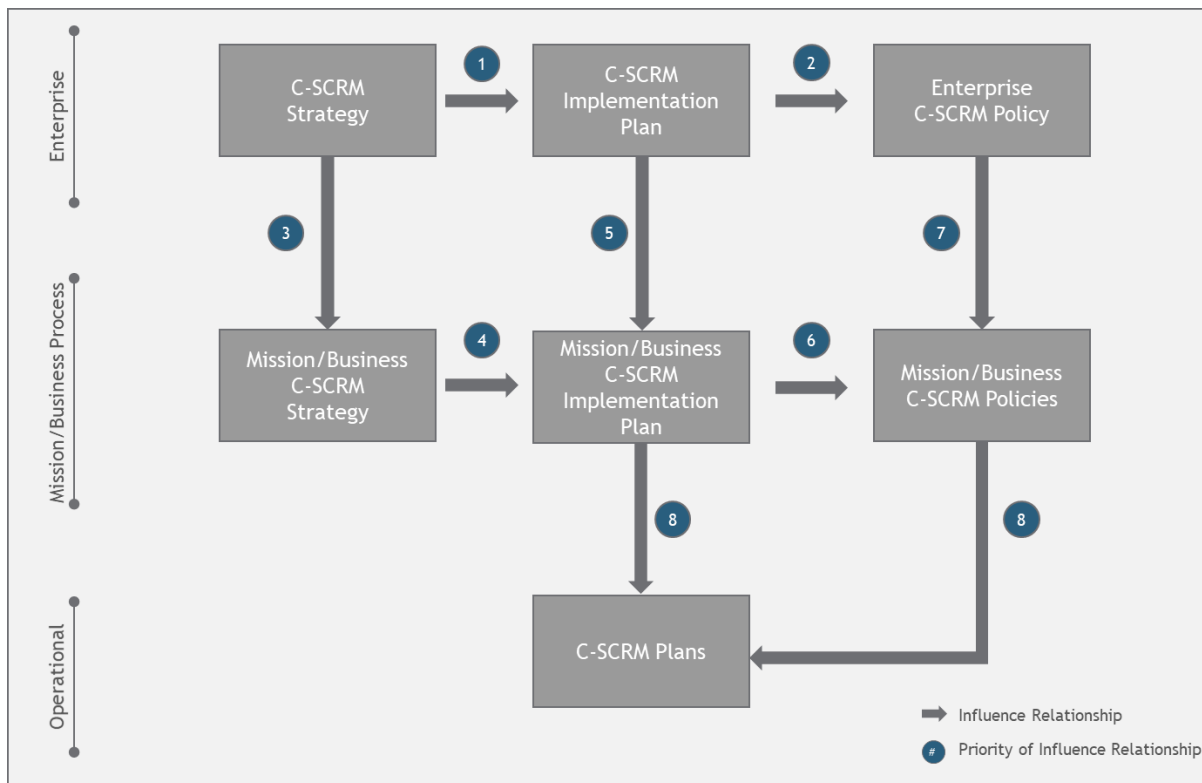 Enterprise
C-SCRM
Strategy
1
C-SCRM
Implementation
Plan
2
Enterprise
C-SCRM Policy
3
5
7
Mission/Business Process
Mission/Business
C-SCRM
Strategy
4
Mission/Business
C-SCRM
Implementation
Plan
6
Mission/Business
C-SCRM Policies
8
8
Operational
C-SCRM Plans
Influence Relationship
# Priority of Influence Relationship